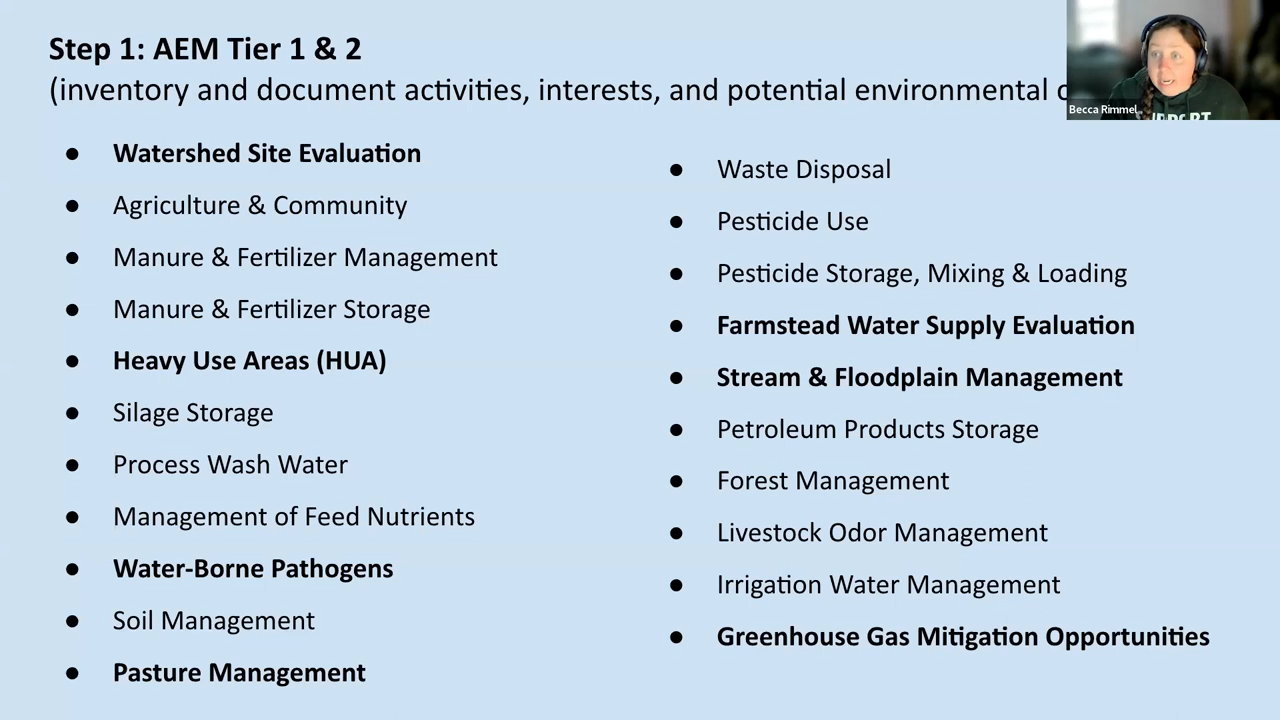 Step 1: AEM Tier 1 & 2
(inventory and document activities, interests, and potential environmental
Becca Rimmel
● Watershed Site Evaluation
● Agriculture & Community
● Manure & Fertilizer Management
● Manure & Fertilizer Storage
● Heavy Use Areas (HUA)
● Silage Storage
● Process Wash Water
● Management of Feed Nutrients
● Water-Borne Pathogens
● Soil Management
● Pasture Management
● Waste Disposal
● Pesticide Use
● Pesticide Storage, Mixing & Loading
● Farmstead Water Supply Evaluation
● Stream & Floodplain Management
● Petroleum Products Storage
● Forest Management
● Livestock Odor Management
● Irrigation Water Management
● Greenhouse Gas Mitigation Opportunities